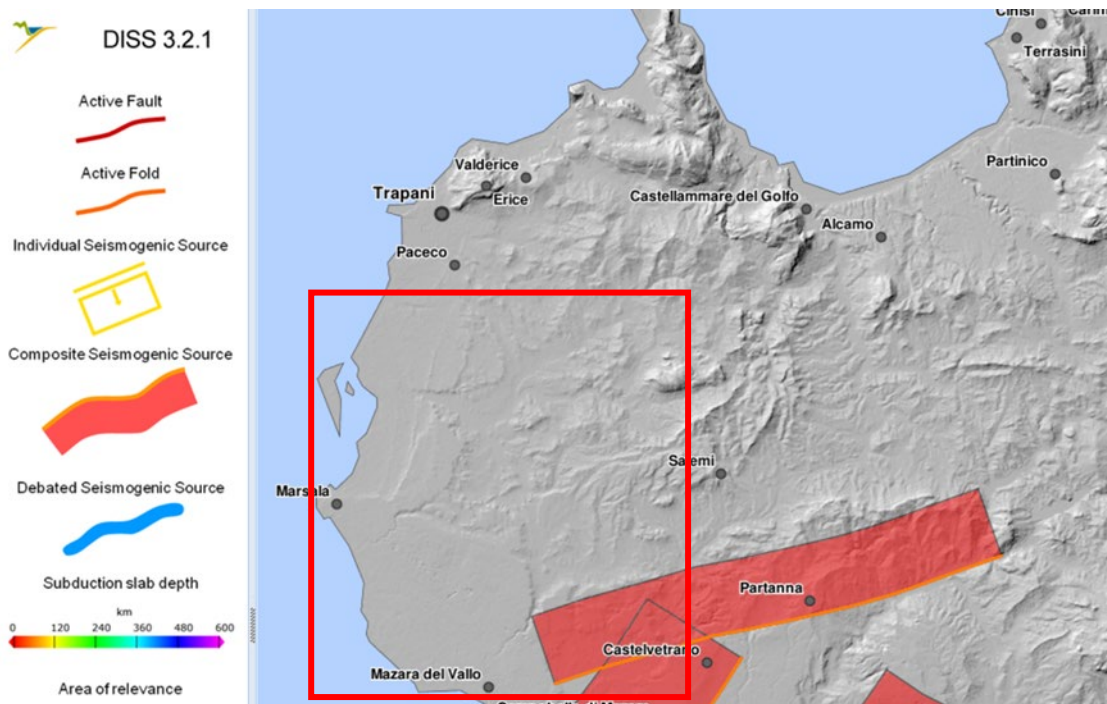 DISS 3.2.1
Active Fault
Active Fold
Individual Seismogenic Source
Composite Seismogenic Source
Debated Seismogenic Source
Subduction slab depth
km
0 120 240 360 480 600
Area of relevance
Cinisi
Terrasini
Partinico
Valderice
Erice
Trapani
Castellammare del Golfo
Alcamo
Paceco
Salemi
Marsala
Partanna
Castelvetrano
Mazara del Vallo